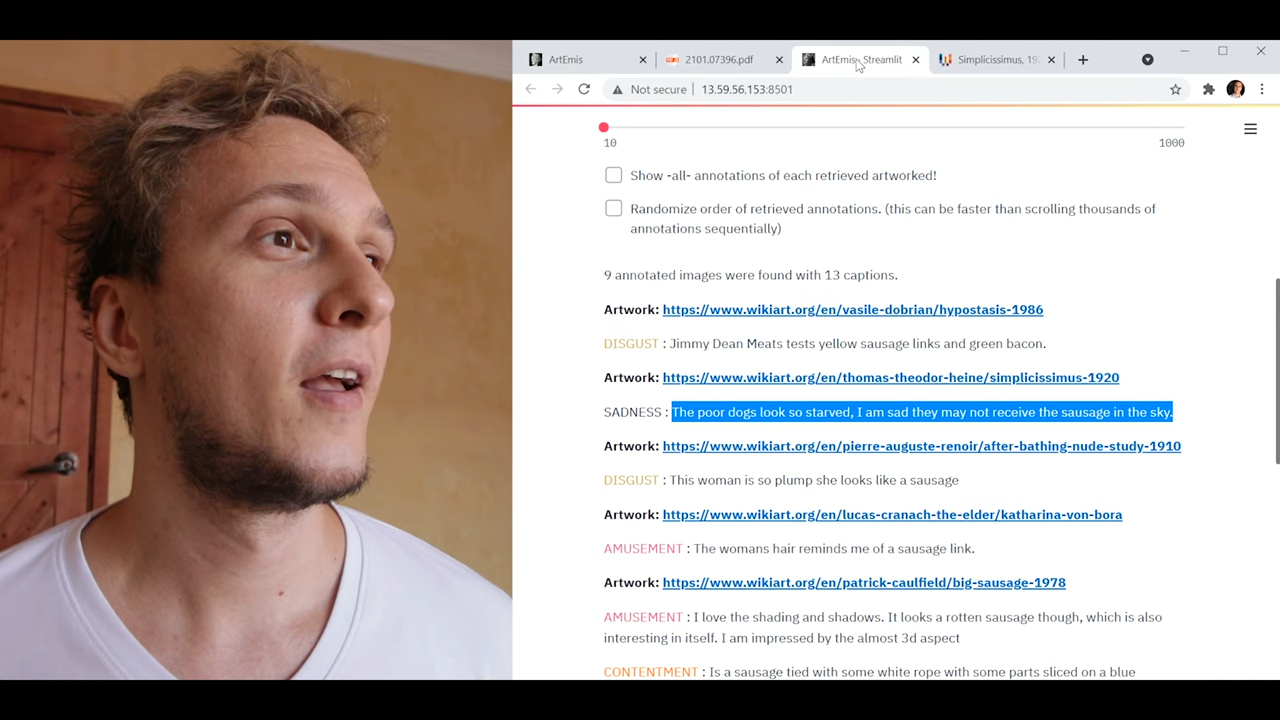 ArtEmis
2101.07396.pdf
ArtEmis · Streamlit
Simplicissimus, 19
Not secure
13.59.56.153:8501
10
1000
Show -all- annotations of each retrieved artworked!
Randomize order of retrieved annotations. (this can be faster than scrolling thousands of
annotations sequentially)
9 annotated images were found with 13 captions.
Artwork: https://www.wikiart.org/en/vasile-dobrian/hypostasis-1986
DISGUST : Jimmy Dean Meats tests yellow sausage links and green bacon.
Artwork: https://www.wikiart.org/en/thomas-theodor-heine/simplicissimus-1920
SADNESS : The poor dogs look so starved, I am sad they may not receive the sausage in the sky.
Artwork: https://www.wikiart.org/en/pierre-auguste-renoir/after-bathing-nude-study-1910
DISGUST : This woman is so plump she looks like a sausage
Artwork: https://www.wikiart.org/en/lucas-cranach-the-elder/katharina-von-bora
AMUSEMENT : The womans hair reminds me of a sausage link.
Artwork: https://www.wikiart.org/en/patrick-caulfield/big-sausage-1978
AMUSEMENT : I love the shading and shadows. It looks a rotten sausage though, which is also
interesting in itself. I am impressed by the almost 3d aspect
CONTENTMENT : Is a sausage tied with some white rope with some parts sliced on a blue